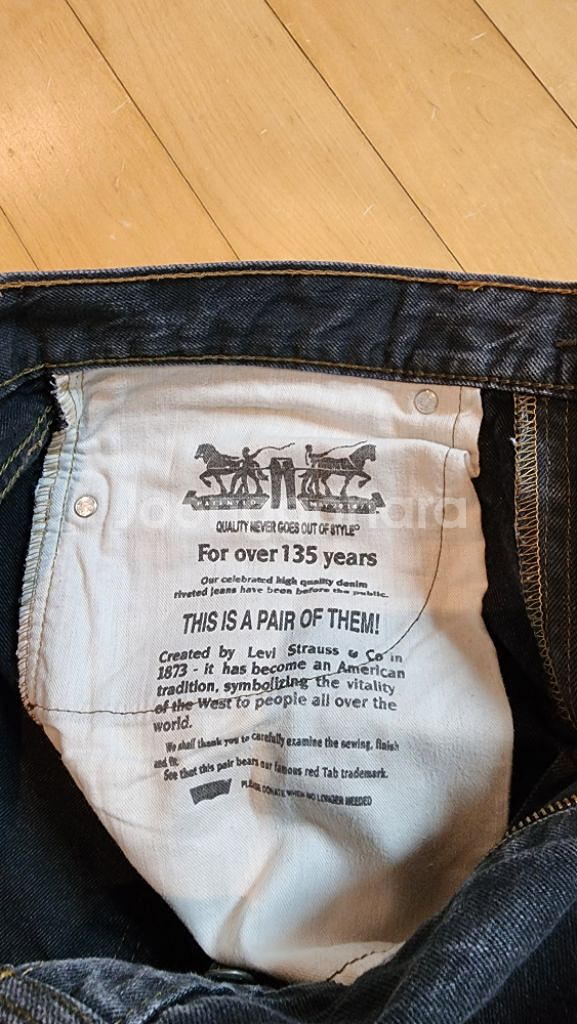 QUALITY NEVER GOES OUT OF STYLE®
For over 135 years
Our celebrated high quality denim
riveted jeans have been before the public.
THIS IS A PAIR OF THEM!
Created by Levi Strauss & Co in
1873 - it has become an American
tradition, symbolizing the vitality
of the West to people all over the
world.
We shall thank you to carefully examine the sewing, finish
and fit.
See that this pair bears our famous red Tab trademark.
PLEASE DONATE WHEN NO LONGER NEEDED